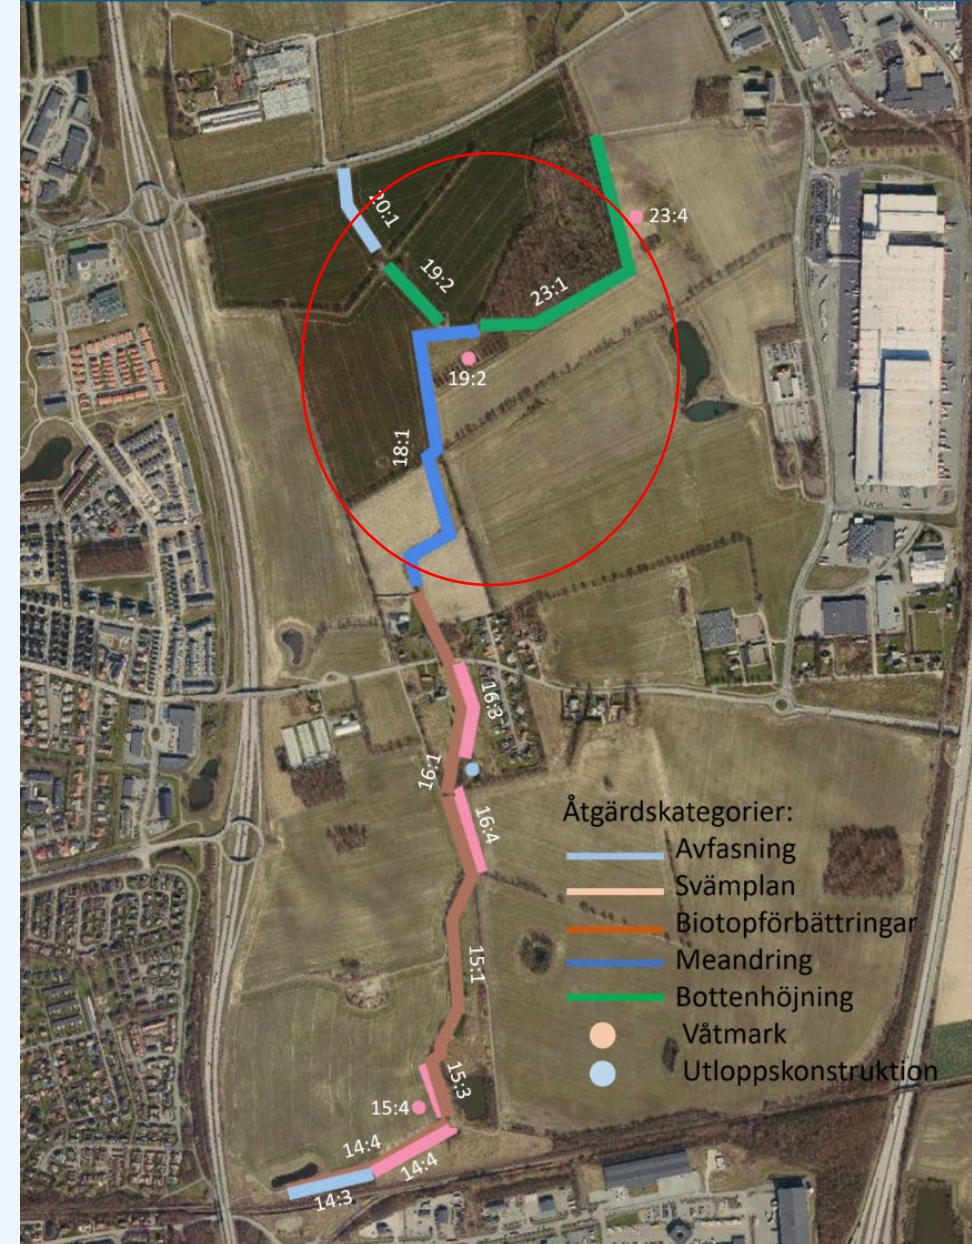 20:1
23:4
19:2
23:1
19:2
18:1
16:3
16:1
16:4
Åtgärdskategorier:
Avfasning
Svämplan
Biotopförbättringar
Meandring
Bottenhöjning
Våtmark
Utloppskonstruktion
15:1
15:3
15:4
14:4
14:4
14:3